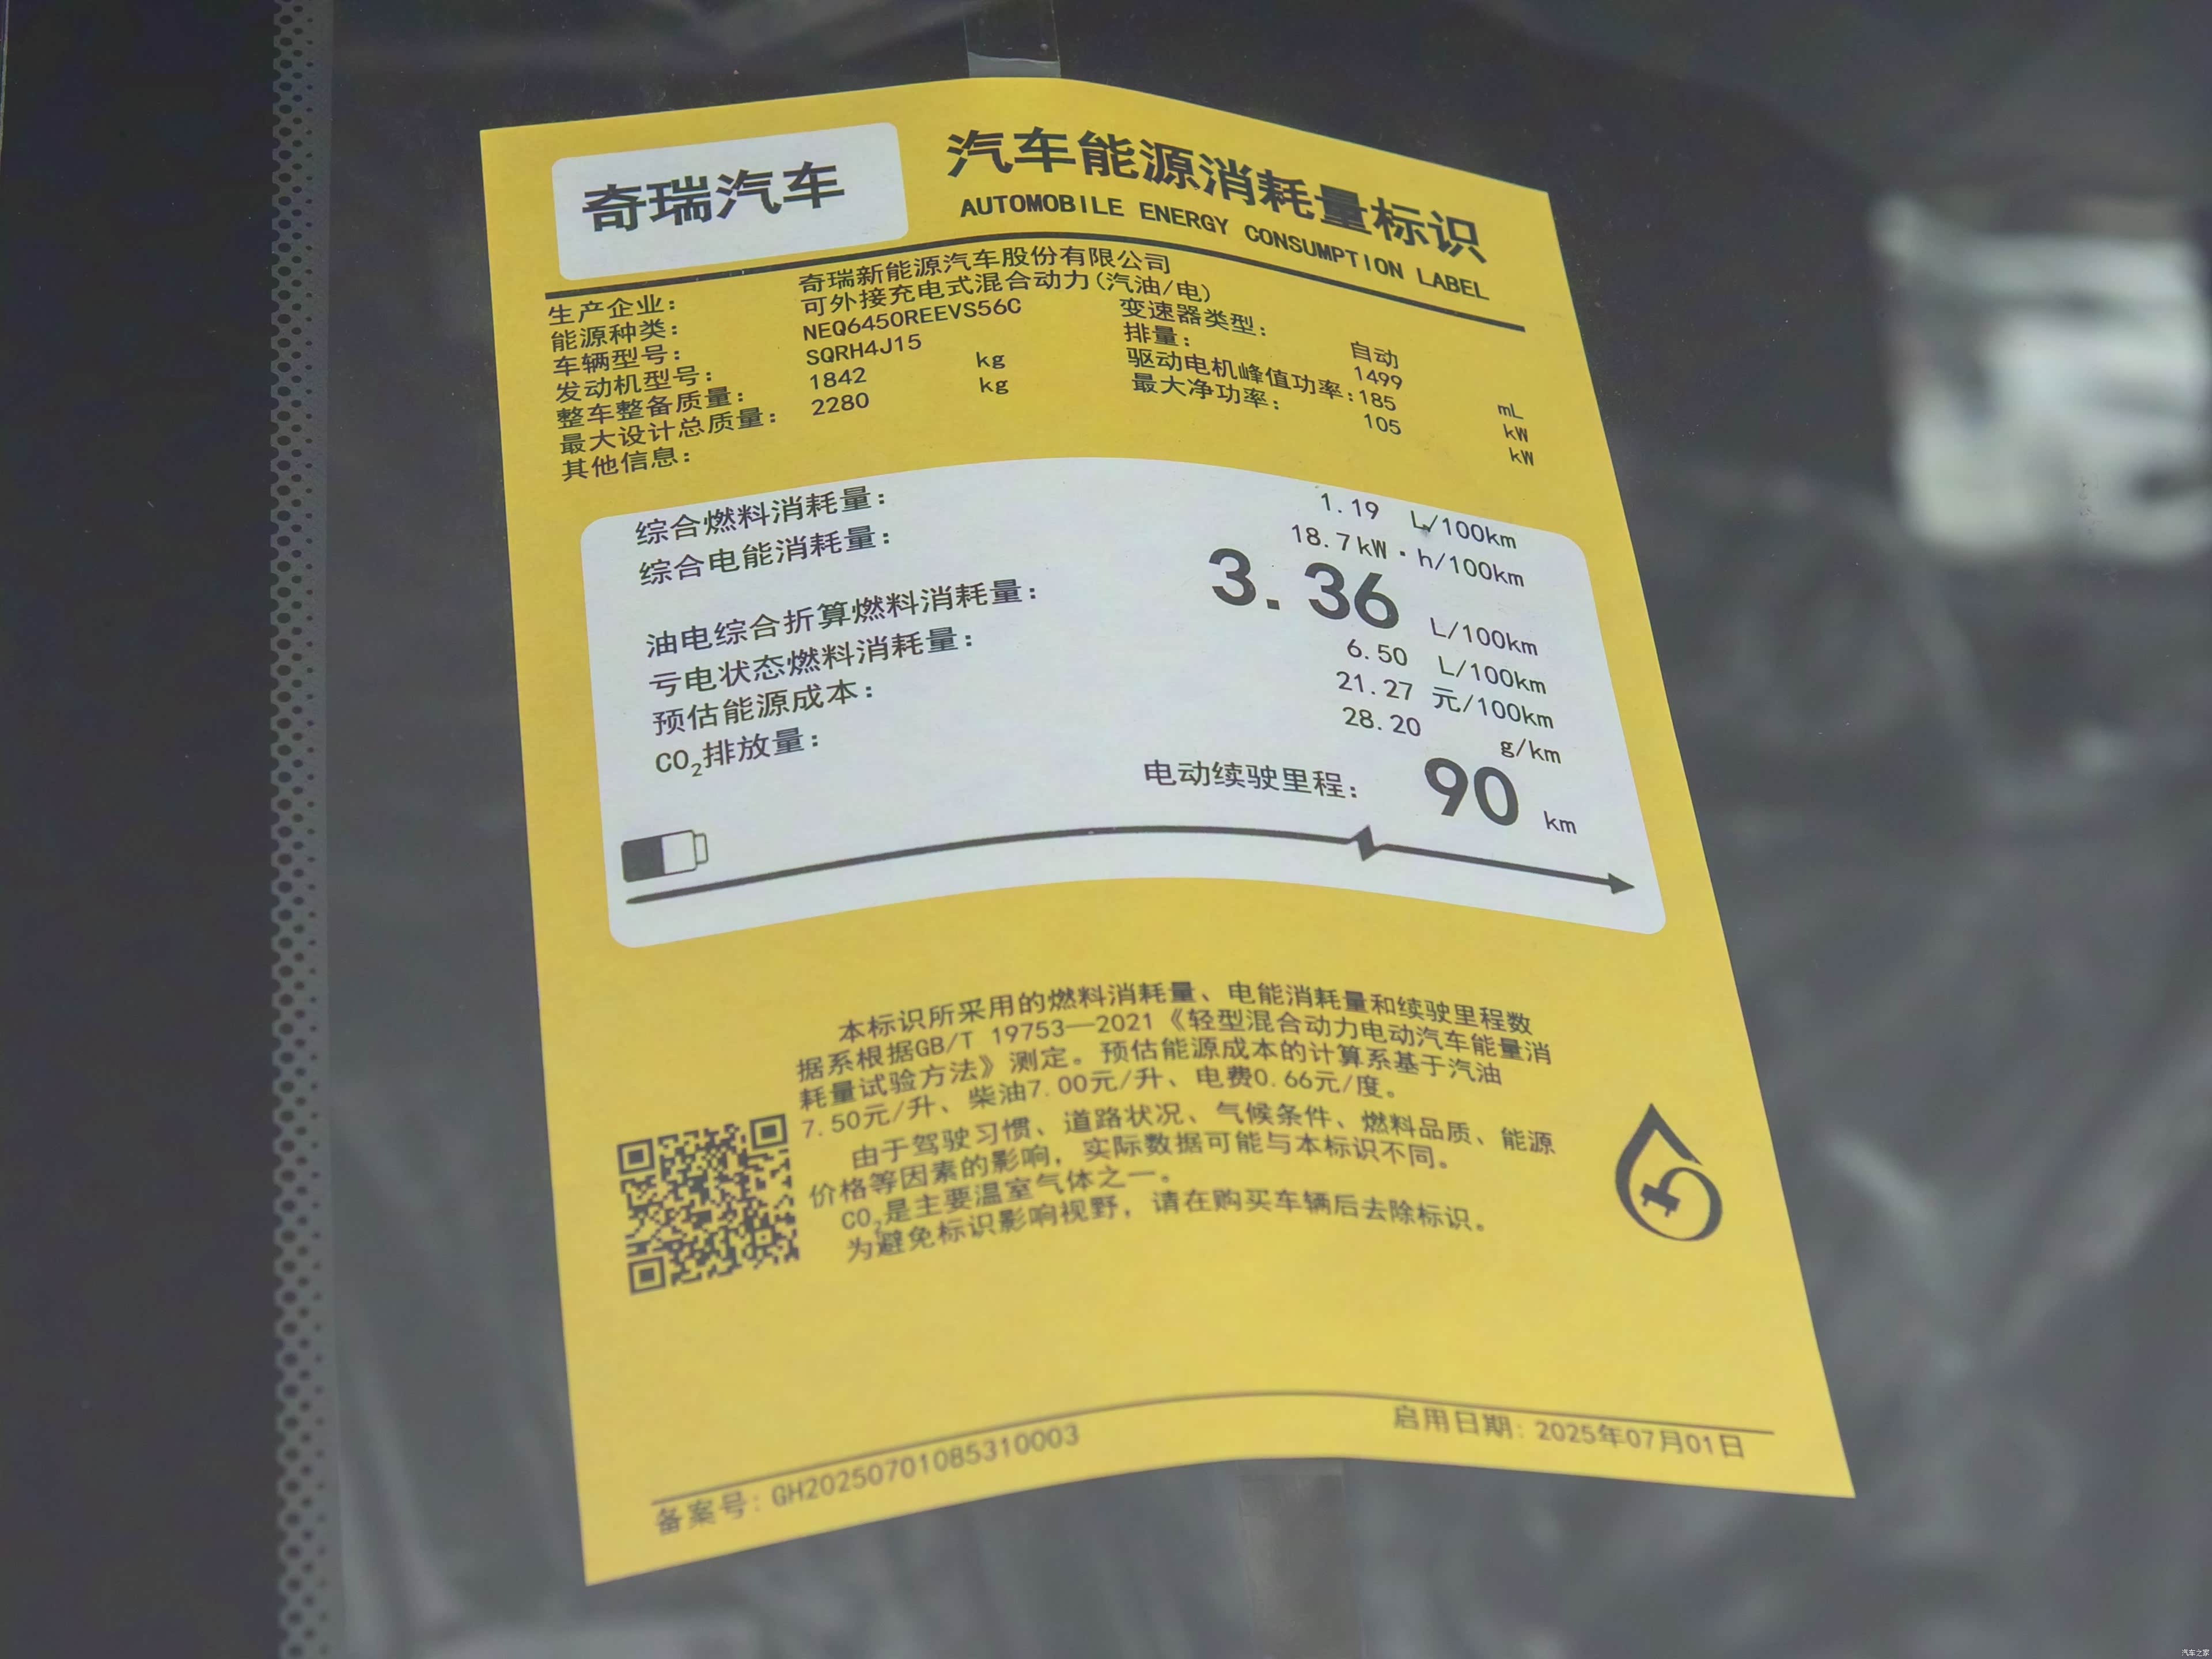 奇瑞汽车
汽车能源消耗量标识
AUTOMOBILE ENERGY CONSUMPTION LABEL
生产企业: 奇瑞新能源汽车股份有限公司
能源种类: 可外接充电式混合动力(汽油/电)
车辆型号: NEQ6450REEVS56C 变速器类型: 自动
发动机型号: SQRH4J15 排量: 1499 mL
整车整备质量: 1842 kg 驱动电机峰值功率: 185 kW
最大设计总质量: 2280 kg 最大净功率: 105 kW
其他信息:
综合燃料消耗量: 1.19 L/100km
综合电能消耗量: 18.7kW·h/100km
油电综合折算燃料消耗量: 3.36 L/100km
亏电状态燃料消耗量: 6.50 L/100km
预估能源成本: 21.27 元/100km
CO₂排放量: 28.20 g/km
电动续驶里程: 90 km
本标识所采用的燃料消耗量、电能消耗量和续驶里程数
据系根据GB/T 19753—2021《轻型混合动力电动汽车能量消
耗量试验方法》测定。预估能源成本的计算系基于汽油
7.50元/升、柴油7.00元/升、电费0.66元/度。
由于驾驶习惯、道路状况、气候条件、燃料品质、能源
价格等因素的影响，实际数据可能与本标识不同。
CO₂是主要温室气体之一。
为避免标识影响视野，请在购买车辆后去除标识。
备案号: GH20250701085310003
启用日期: 2025年07月01日
汽车之家